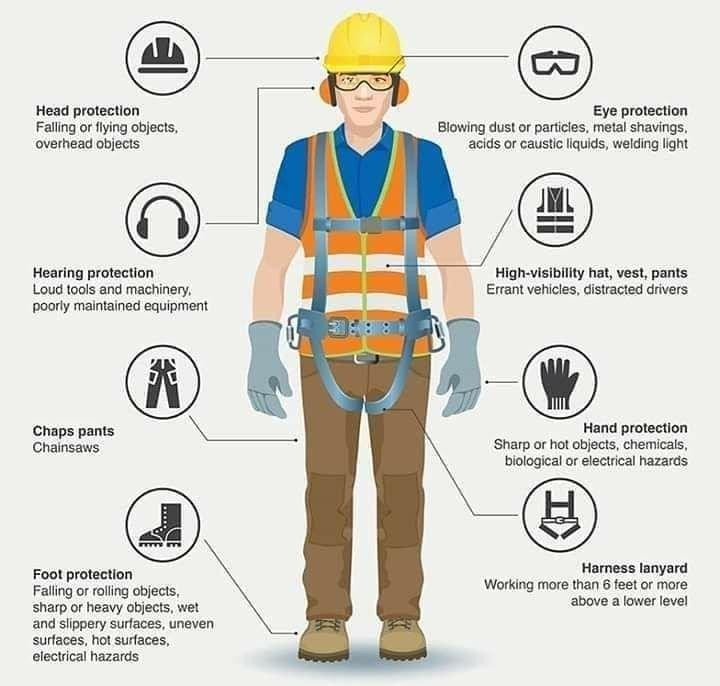 Head protection
Falling or flying objects,
overhead objects
Eye protection
Blowing dust or particles, metal shavings,
acids or caustic liquids, welding light
Hearing protection
Loud tools and machinery,
poorly maintained equipment
High-visibility hat, vest, pants
Errant vehicles, distracted drivers
Chaps pants
Chainsaws
Hand protection
Sharp or hot objects, chemicals,
biological or electrical hazards
Foot protection
Falling or rolling objects,
sharp or heavy objects, wet
and slippery surfaces, uneven
surfaces, hot surfaces,
electrical hazards
Harness lanyard
Working more than 6 feet or more
above a lower level